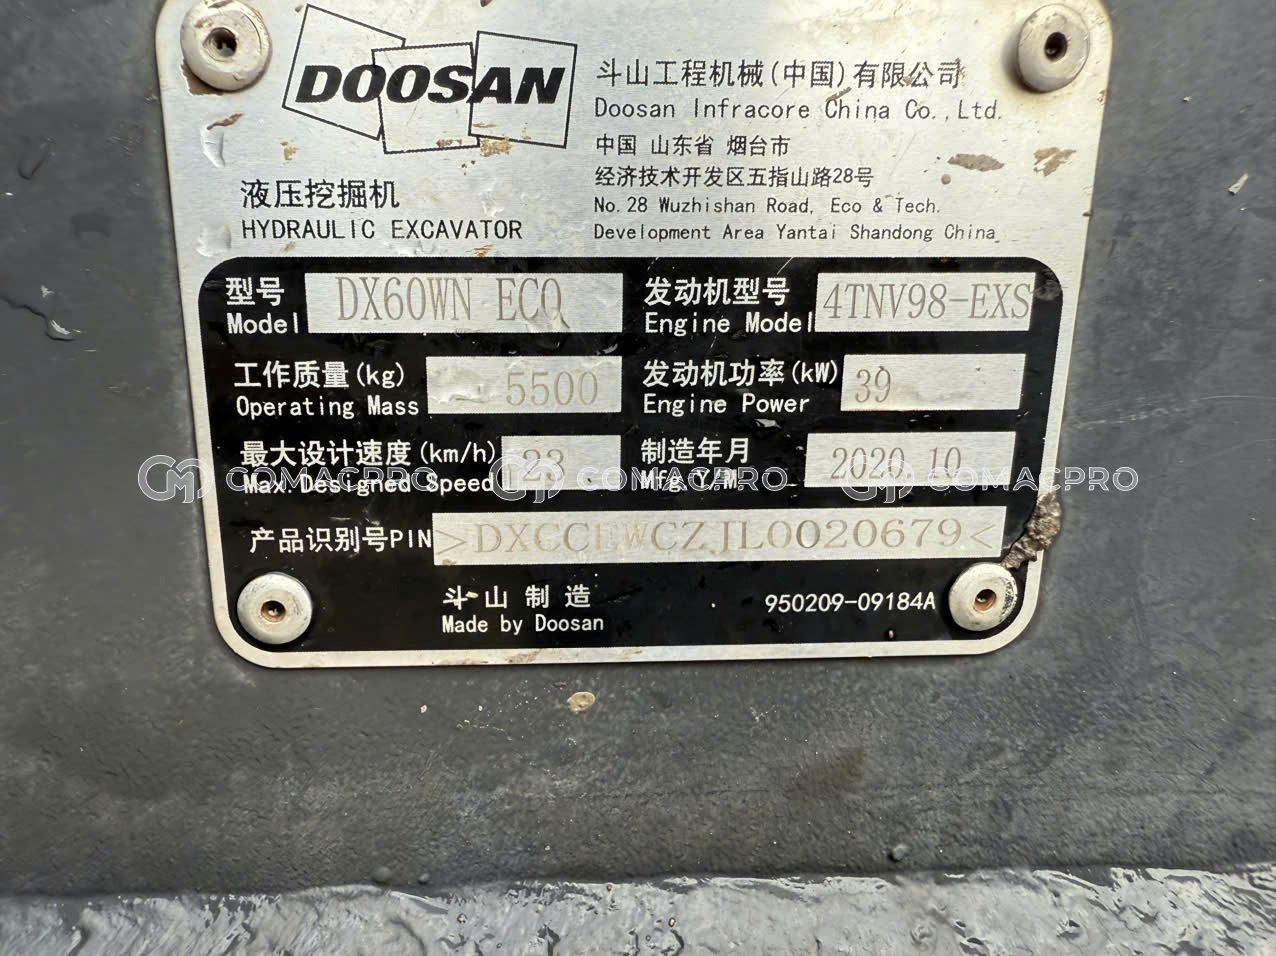 DOOSAN
斗山工程机械(中国)有限公司
Doosan Infracore China Co.,Ltd.
中国 山东省 烟台市
经济技术开发区五指山路28号
No.28 Wuzhishan Road, Eco & Tech.
Development Area Yantai Shandong China
液压挖掘机
HYDRAULIC EXCAVATOR
型号 DX60WN ECO 发动机型号 4TNV98-EXS
Model Engine Model
工作质量(kg) 5500 发动机功率(kW) 39
Operating Mass Engine Power
最大设计速度(km/h) 23 制造年月 2020.10
Max.Designed Speed Mfg.Y/M.
COMACPRO COMACPRO COMACPRO
产品识别号PIN >DXCCEWCZJL0020679<
斗山制造 950209-09184A
Made by Doosan